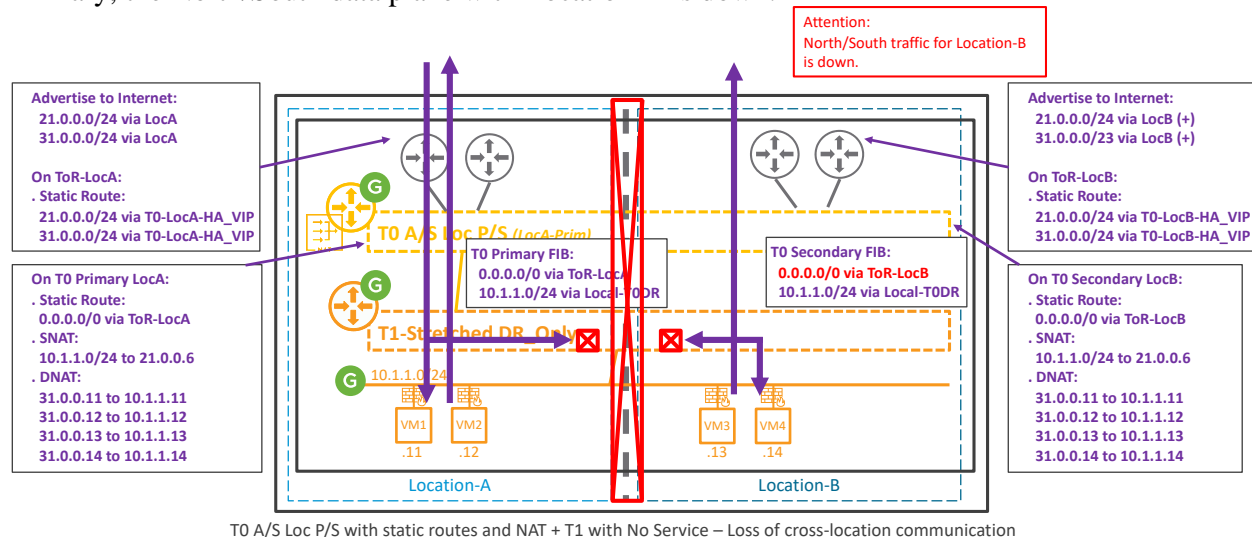 Attention:
North/South traffic for Location-B
is down.
Advertise to Internet:
21.0.0.0/24 via LocA
31.0.0.0/24 via LocA
On ToR-LocA:
. Static Route:
21.0.0.0/24 via T0-LocA-HA_VIP
31.0.0.0/24 via T0-LocA-HA_VIP
On T0 Primary LocA:
. Static Route:
0.0.0.0/0 via ToR-LocA
. SNAT:
10.1.1.0/24 to 21.0.0.6
. DNAT:
31.0.0.11 to 10.1.1.11
31.0.0.12 to 10.1.1.12
31.0.0.13 to 10.1.1.13
31.0.0.14 to 10.1.1.14
G
T0 A/S Loc P/S (LocA-Prim)
T0 Primary FIB:
0.0.0.0/0 via ToR-LocA
10.1.1.0/24 via Local-T0DR
T0 Secondary FIB:
0.0.0.0/0 via ToR-LocB
10.1.1.0/24 via Local-T0DR
G
T1-Stretched DR_Only
G
10.1.1.0/24
VM1
VM2
VM3
VM4
.11
.12
.13
.14
Location-A
Location-B
Advertise to Internet:
21.0.0.0/24 via LocB (+)
31.0.0.0/23 via LocB (+)
On ToR-LocB:
. Static Route:
21.0.0.0/24 via T0-LocB-HA_VIP
31.0.0.0/24 via T0-LocB-HA_VIP
On T0 Secondary LocB:
. Static Route:
0.0.0.0/0 via ToR-LocB
. SNAT:
10.1.1.0/24 to 21.0.0.6
. DNAT:
31.0.0.11 to 10.1.1.11
31.0.0.12 to 10.1.1.12
31.0.0.13 to 10.1.1.13
31.0.0.14 to 10.1.1.14
T0 A/S Loc P/S with static routes and NAT + T1 with No Service – Loss of cross-location communication